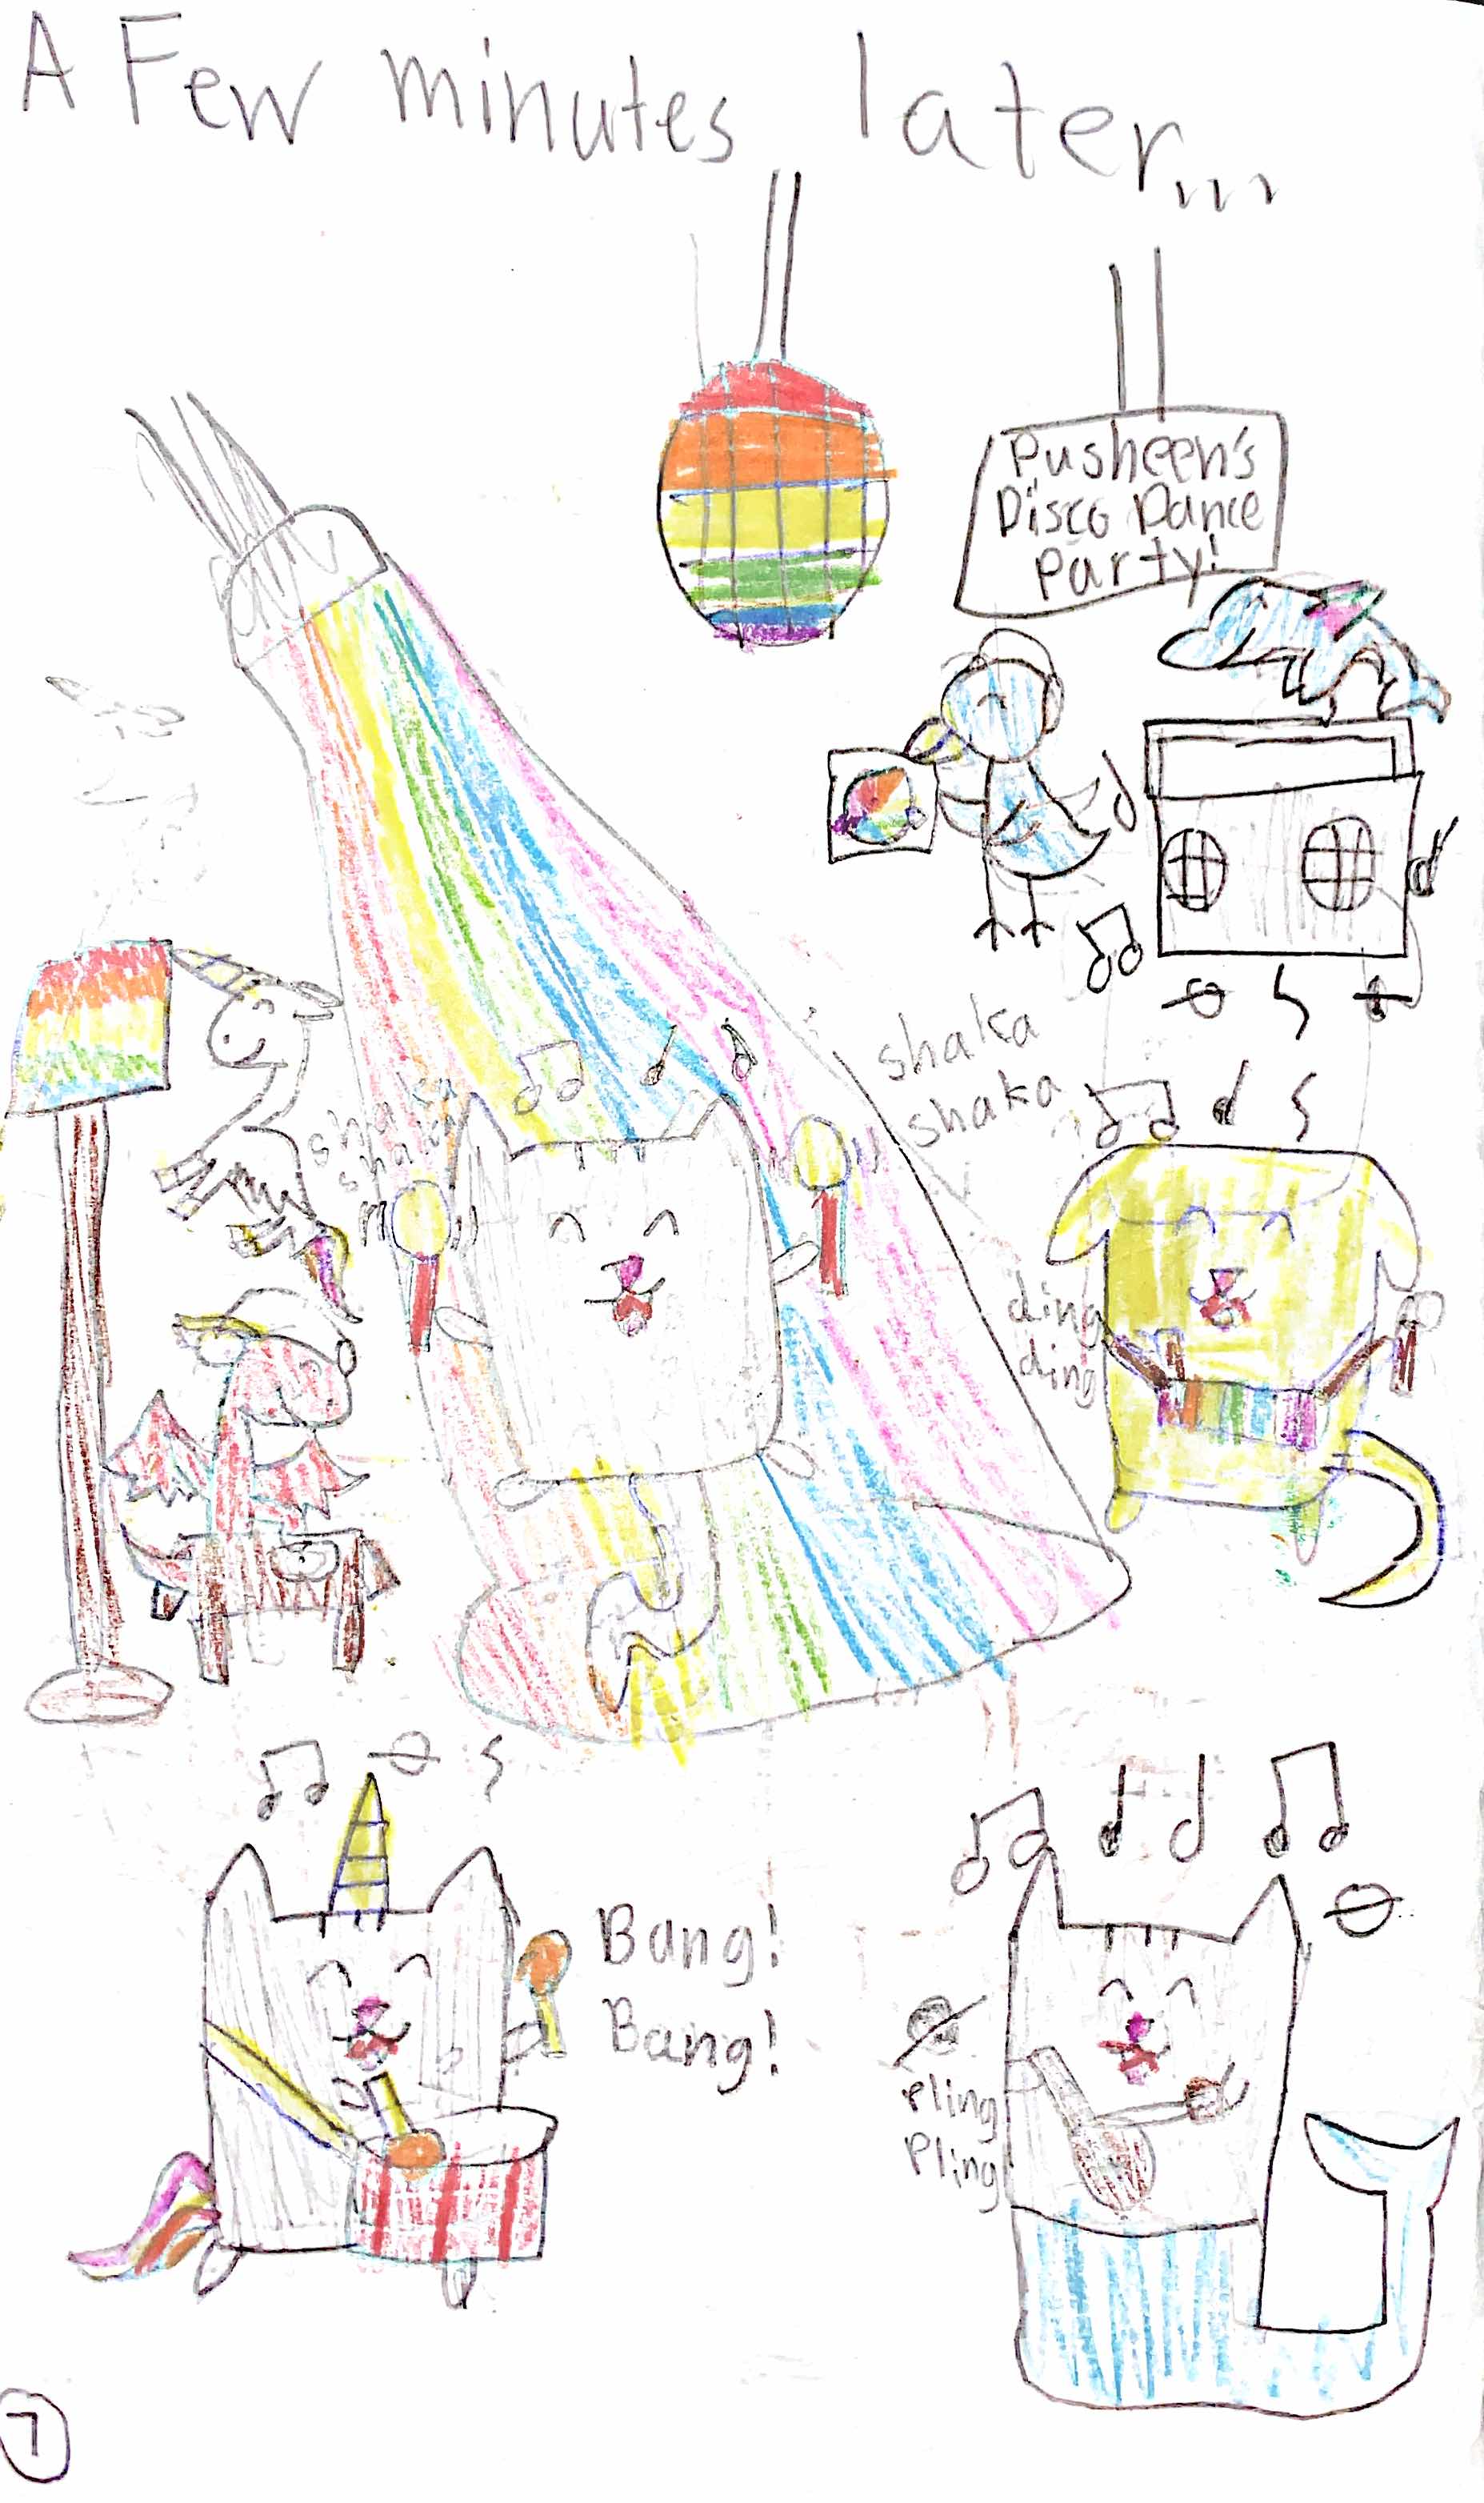 A Few minutes later...
Pusheen's
Disco Dance
Party!
shaka
shaka
shaka
shaka
ding
ding
Bang!
Bang!
Pling
Pling
7